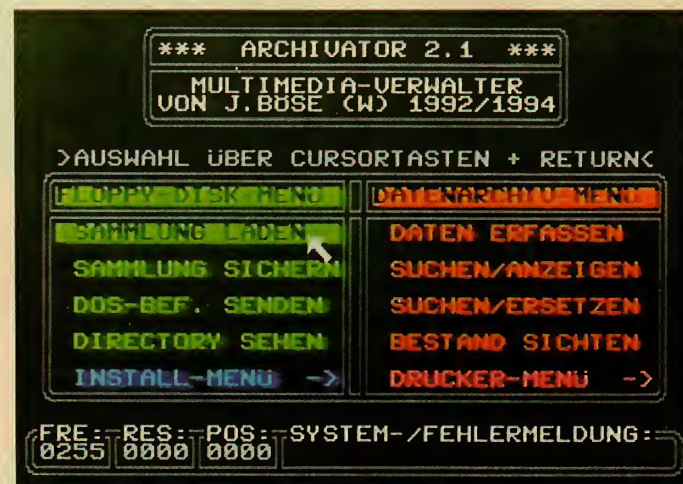 *** ARCHIVATOR 2.1 ***
MULTIMEDIA-VERWALTER
VON J.BÖSE (W) 1992/1994
>AUSWAHL ÜBER CURSORTASTEN + RETURN<
FLOPPY-DISK-MENÜ
DATENARCHIV-MENÜ
SAMMLUNG LADEN
DATEN ERFASSEN
SAMMLUNG SICHERN
SUCHEN/ANZEIGEN
DOS-BEF. SENDEN
SUCHEN/ERSETZEN
DIRECTORY SEHEN
BESTAND SICHTEN
INSTALL-MENÜ ->
DRUCKER-MENÜ ->
FRE: RES: POS: SYSTEM-/FEHLERMELDUNG:
0255 0000 0000